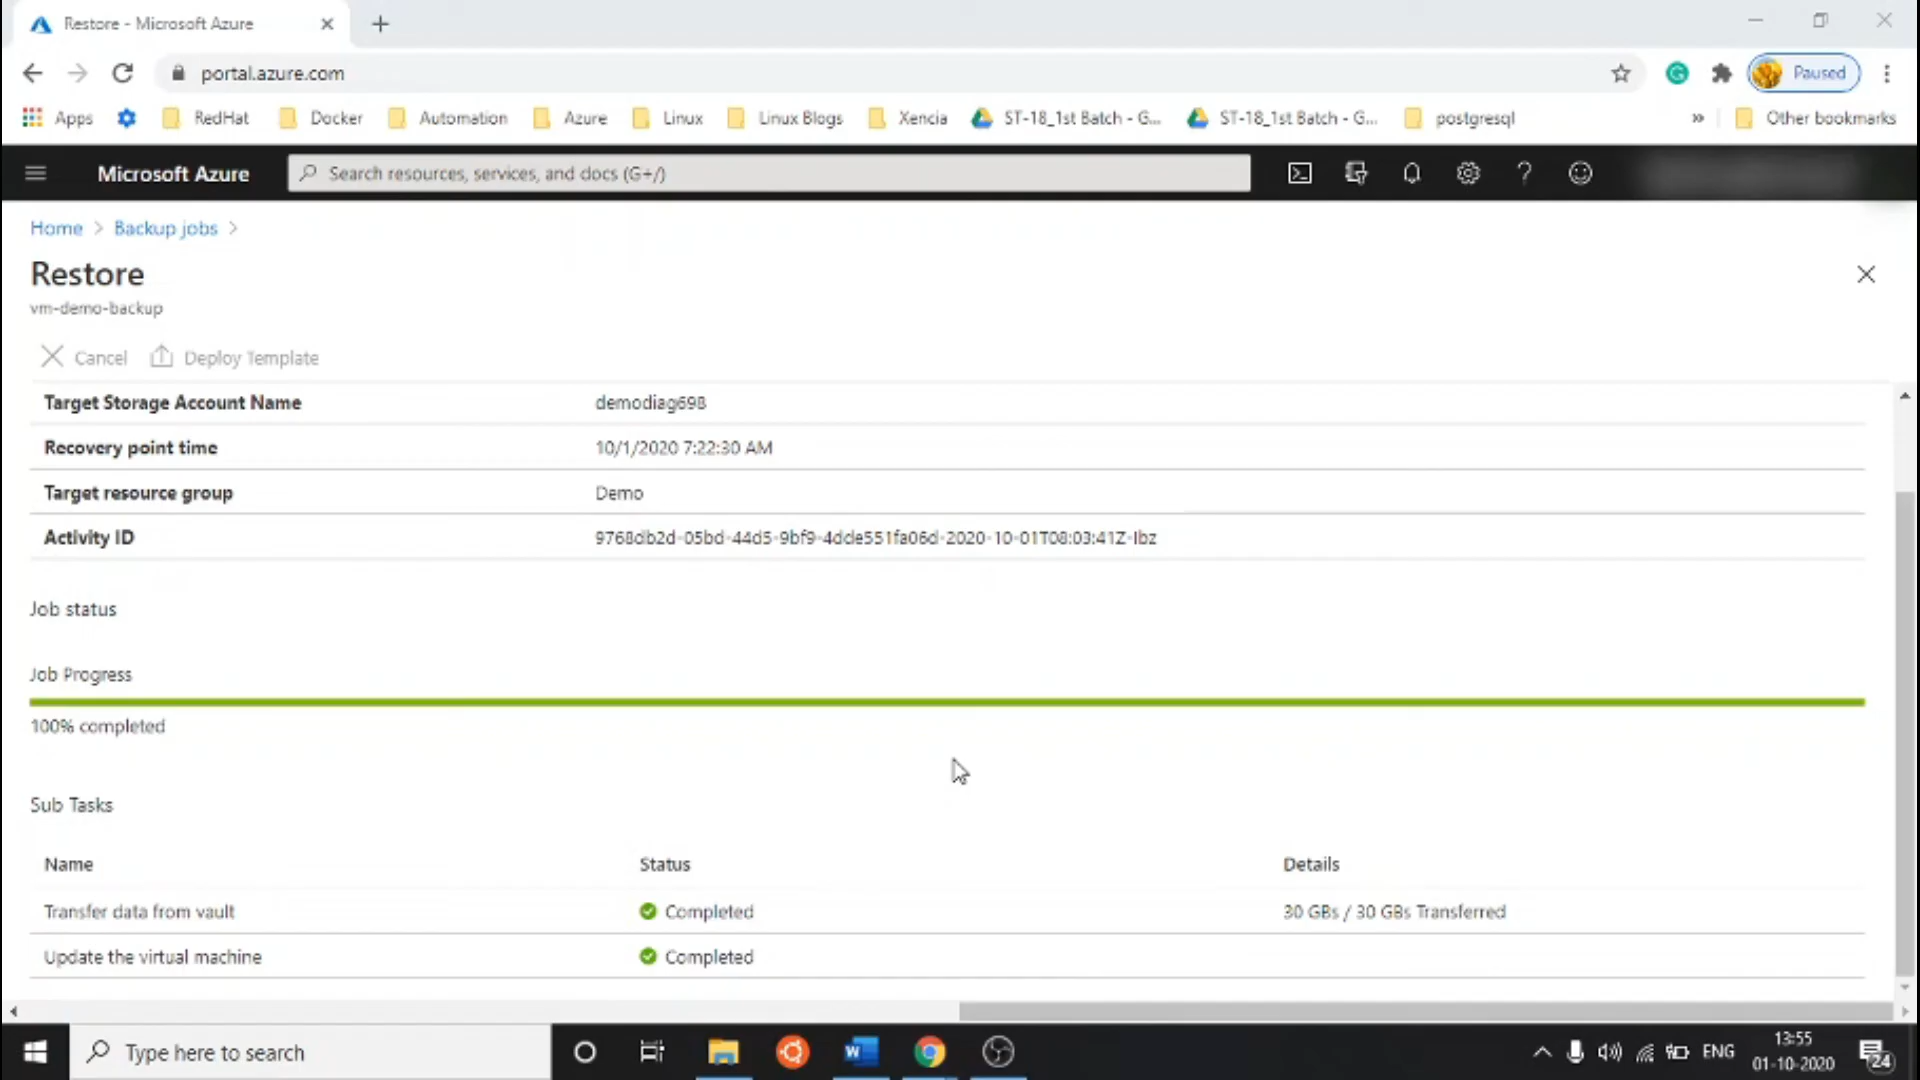 Restore - Microsoft Azure
portal.azure.com
Paused
Apps RedHat Docker Automation Azure Linux Linux Blogs Xencia ST-18_1st Batch - G... ST-18_1st Batch - G... postgresql » Other bookmarks
Microsoft Azure Search resources, services, and docs (G+/)
Home > Backup jobs >
Restore
vm-demo-backup
Cancel Deploy Template
Target Storage Account Name demodiag698
Recovery point time 10/1/2020 7:22:30 AM
Target resource group Demo
Activity ID 9768db2d-05bd-44d5-9bf9-4dde551fa06d-2020-10-01T08:03:41Z-Ibz
Job status
Job Progress
100% completed
Sub Tasks
Name Status Details
Transfer data from vault Completed 30 GBs / 30 GBs Transferred
Update the virtual machine Completed
Type here to search
ENG
13:55
01-10-2020
24